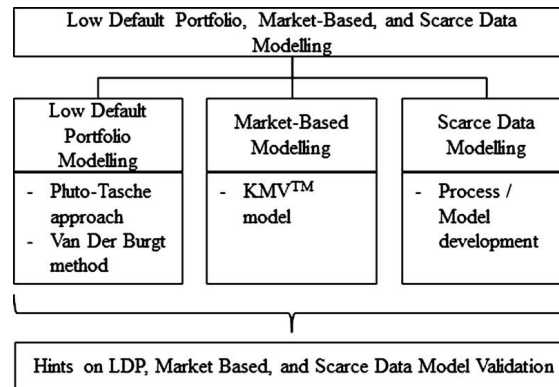 Low Default Portfolio, Market-Based, and Scarce Data
Modelling
Low Default
Portfolio
Modelling
- Pluto-Tasche
approach
- Van Der Burgt
method
Market-Based
Modelling
- KMV™
model
Scarce Data
Modelling
- Process /
Model
development
Hints on LDP, Market Based, and Scarce Data Model Validation